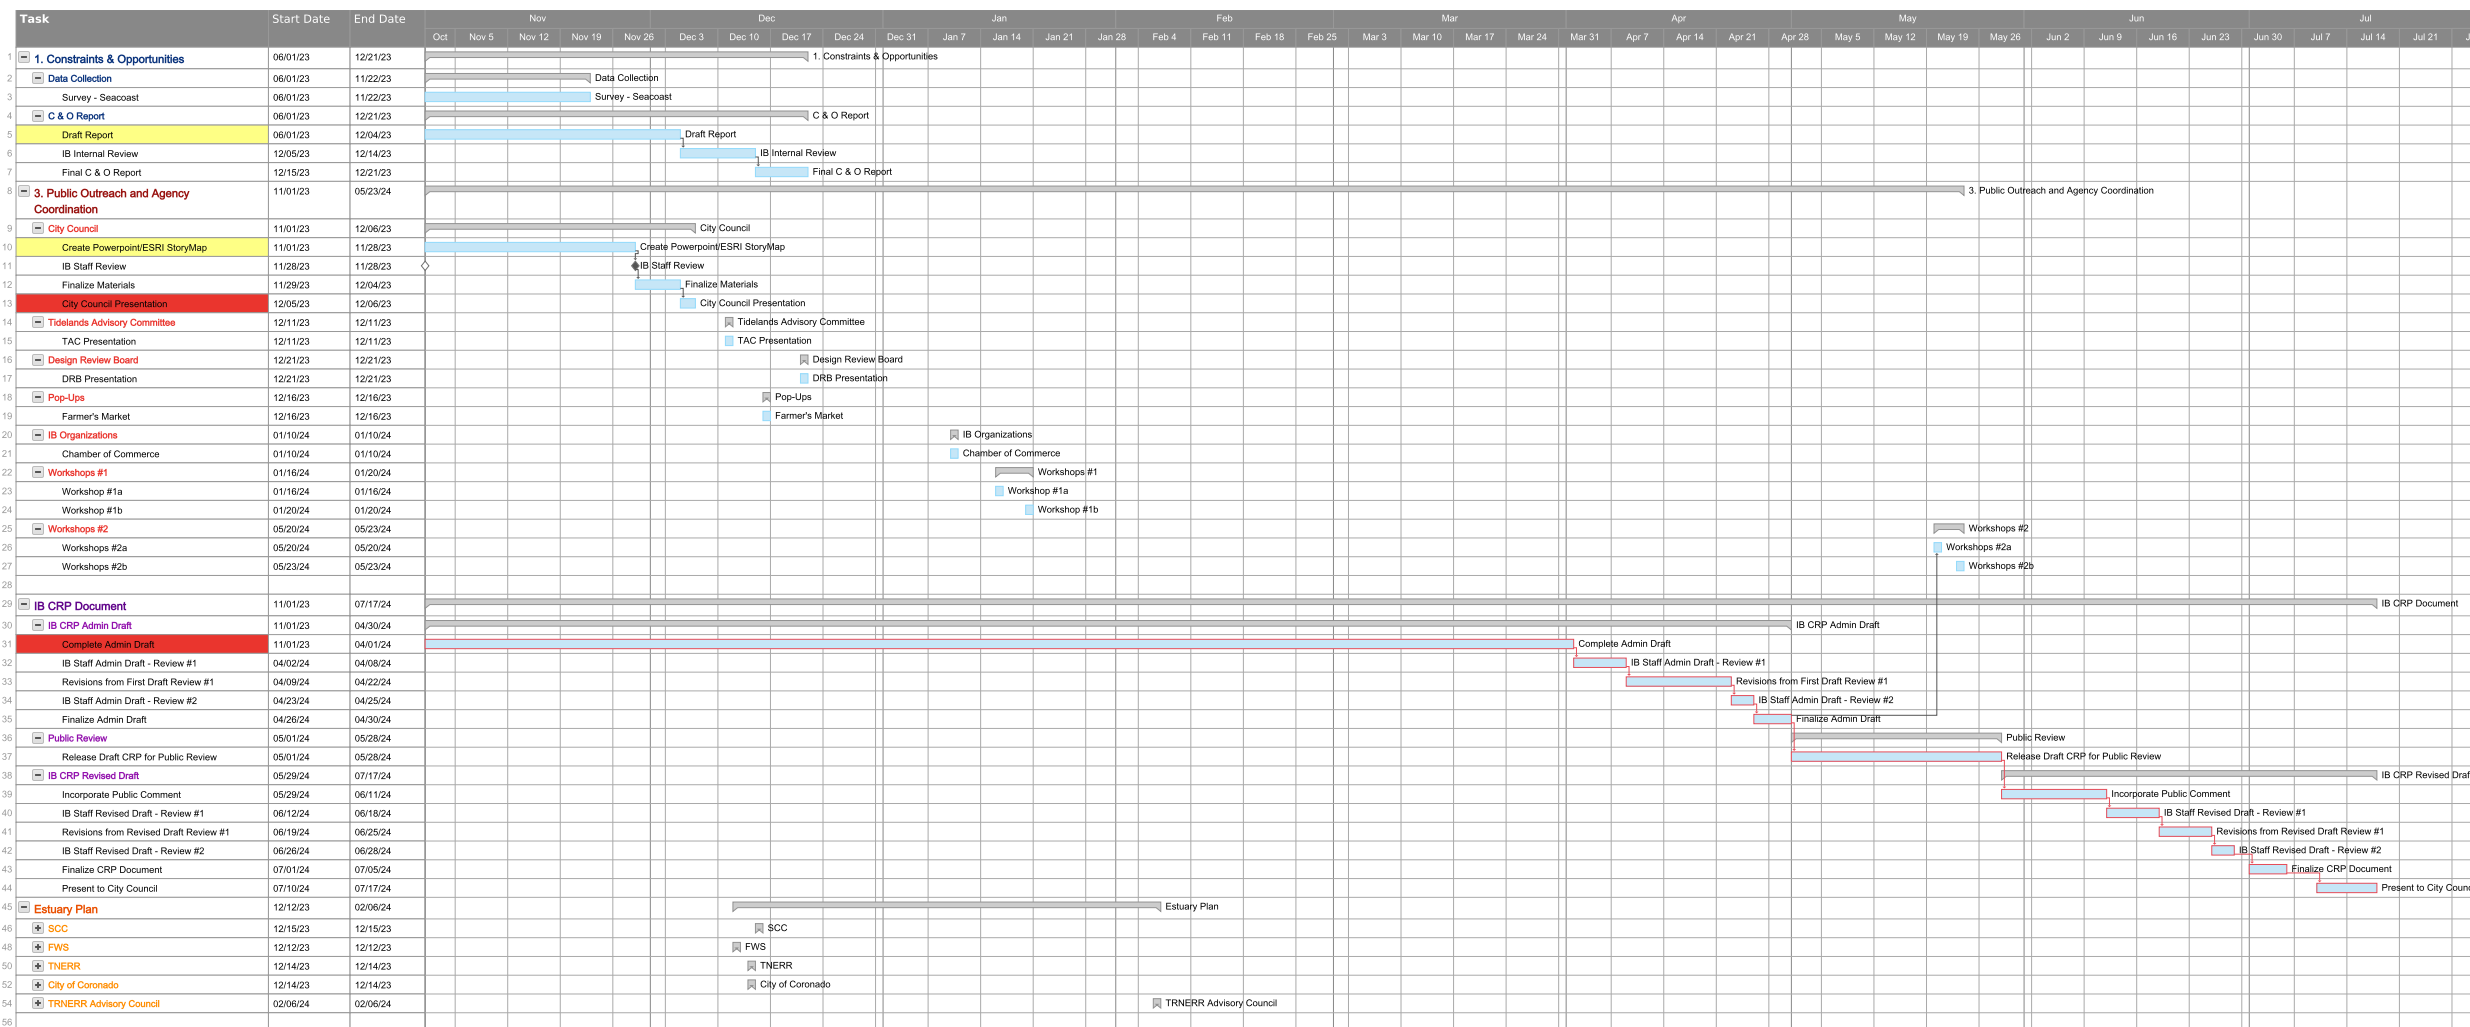 Task Start Date End Date Nov Dec Jan Feb Mar Apr May Jun Jul
Oct Nov 5 Nov 12 Nov 19 Nov 26 Dec 3 Dec 10 Dec 17 Dec 24 Dec 31 Jan 7 Jan 14 Jan 21 Jan 28 Feb 4 Feb 11 Feb 18 Feb 25 Mar 3 Mar 10 Mar 17 Mar 24 Mar 31 Apr 7 Apr 14 Apr 21 Apr 28 May 5 May 12 May 19 May 26 Jun 2 Jun 9 Jun 16 Jun 23 Jun 30 Jul 7 Jul 14 Jul 21 J
1 1. Constraints & Opportunities 06/01/23 12/21/23 1. Constraints & Opportunities
2 Data Collection 06/01/23 11/22/23 Data Collection
3 Survey - Seacoast 06/01/23 11/22/23 Survey - Seacoast
4 C & O Report 06/01/23 12/21/23 C & O Report
5 Draft Report 06/01/23 12/04/23 Draft Report
6 IB Internal Review 12/05/23 12/14/23 IB Internal Review
7 Final C & O Report 12/15/23 12/21/23 Final C & O Report
8 3. Public Outreach and Agency 11/01/23 05/23/24 3. Public Outreach and Agency Coordination
Coordination
9 City Council 11/01/23 12/06/23 City Council
10 Create Powerpoint/ESRI StoryMap 11/01/23 11/28/23 Create Powerpoint/ESRI StoryMap
11 IB Staff Review 11/28/23 11/28/23 IB Staff Review
12 Finalize Materials 11/29/23 12/04/23 Finalize Materials
13 City Council Presentation 12/05/23 12/06/23 City Council Presentation
14 Tidelands Advisory Committee 12/11/23 12/11/23 Tidelands Advisory Committee
15 TAC Presentation 12/11/23 12/11/23 TAC Presentation
16 Design Review Board 12/21/23 12/21/23 Design Review Board
17 DRB Presentation 12/21/23 12/21/23 DRB Presentation
18 Pop-Ups 12/16/23 12/16/23 Pop-Ups
19 Farmer's Market 12/16/23 12/16/23 Farmer's Market
20 IB Organizations 01/10/24 01/10/24 IB Organizations
21 Chamber of Commerce 01/10/24 01/10/24 Chamber of Commerce
22 Workshops #1 01/16/24 01/20/24 Workshops #1
23 Workshop #1a 01/16/24 01/16/24 Workshop #1a
24 Workshop #1b 01/20/24 01/20/24 Workshop #1b
25 Workshops #2 05/20/24 05/23/24 Workshops #2
26 Workshops #2a 05/20/24 05/20/24 Workshops #2a
27 Workshops #2b 05/23/24 05/23/24 Workshops #2b
28
29 IB CRP Document 11/01/23 07/17/24 IB CRP Document
30 IB CRP Admin Draft 11/01/23 04/30/24 IB CRP Admin Draft
31 Complete Admin Draft 11/01/23 04/01/24 Complete Admin Draft
32 IB Staff Admin Draft - Review #1 04/02/24 04/08/24 IB Staff Admin Draft - Review #1
33 Revisions from First Draft Review #1 04/09/24 04/22/24 Revisions from First Draft Review #1
34 IB Staff Admin Draft - Review #2 04/23/24 04/25/24 IB Staff Admin Draft - Review #2
35 Finalize Admin Draft 04/26/24 04/30/24 Finalize Admin Draft
36 Public Review 05/01/24 05/28/24 Public Review
37 Release Draft CRP for Public Review 05/01/24 05/28/24 Release Draft CRP for Public Review
38 IB CRP Revised Draft 05/29/24 07/17/24 IB CRP Revised Draf
39 Incorporate Public Comment 05/29/24 06/11/24 Incorporate Public Comment
40 IB Staff Revised Draft - Review #1 06/12/24 06/18/24 IB Staff Revised Draft - Review #1
41 Revisions from Revised Draft Review #1 06/19/24 06/25/24 Revisions from Revised Draft Review #1
42 IB Staff Revised Draft - Review #2 06/26/24 06/28/24 IB Staff Revised Draft - Review #2
43 Finalize CRP Document 07/01/24 07/05/24 Finalize CRP Document
44 Present to City Council 07/10/24 07/17/24 Present to City Counc
45 Estuary Plan 12/12/23 02/06/24 Estuary Plan
46 SCC 12/15/23 12/15/23 SCC
48 FWS 12/12/23 12/12/23 FWS
50 TNERR 12/14/23 12/14/23 TNERR
52 City of Coronado 12/14/23 12/14/23 City of Coronado
54 TRNERR Advisory Council 02/06/24 02/06/24 TRNERR Advisory Council
56